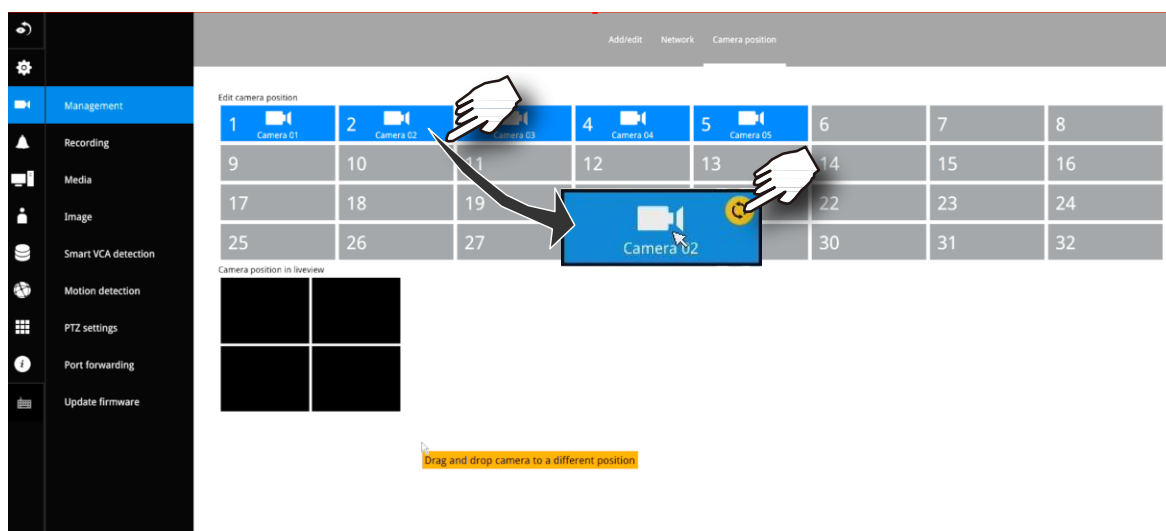 Add/edit Network Camera position
Management
Recording
Media
Image
Smart VCA detection
Motion detection
PTZ settings
Port forwarding
Update firmware
Edit camera position
1 Camera 01 2 Camera 02 Camera 03 4 Camera 04 5 Camera 05 6 7 8
9 10 11 12 13 14 15 16
17 18 19 22 23 24
25 26 27 30 31 32
Camera 02
Camera position in liveview
Drag and drop camera to a different position